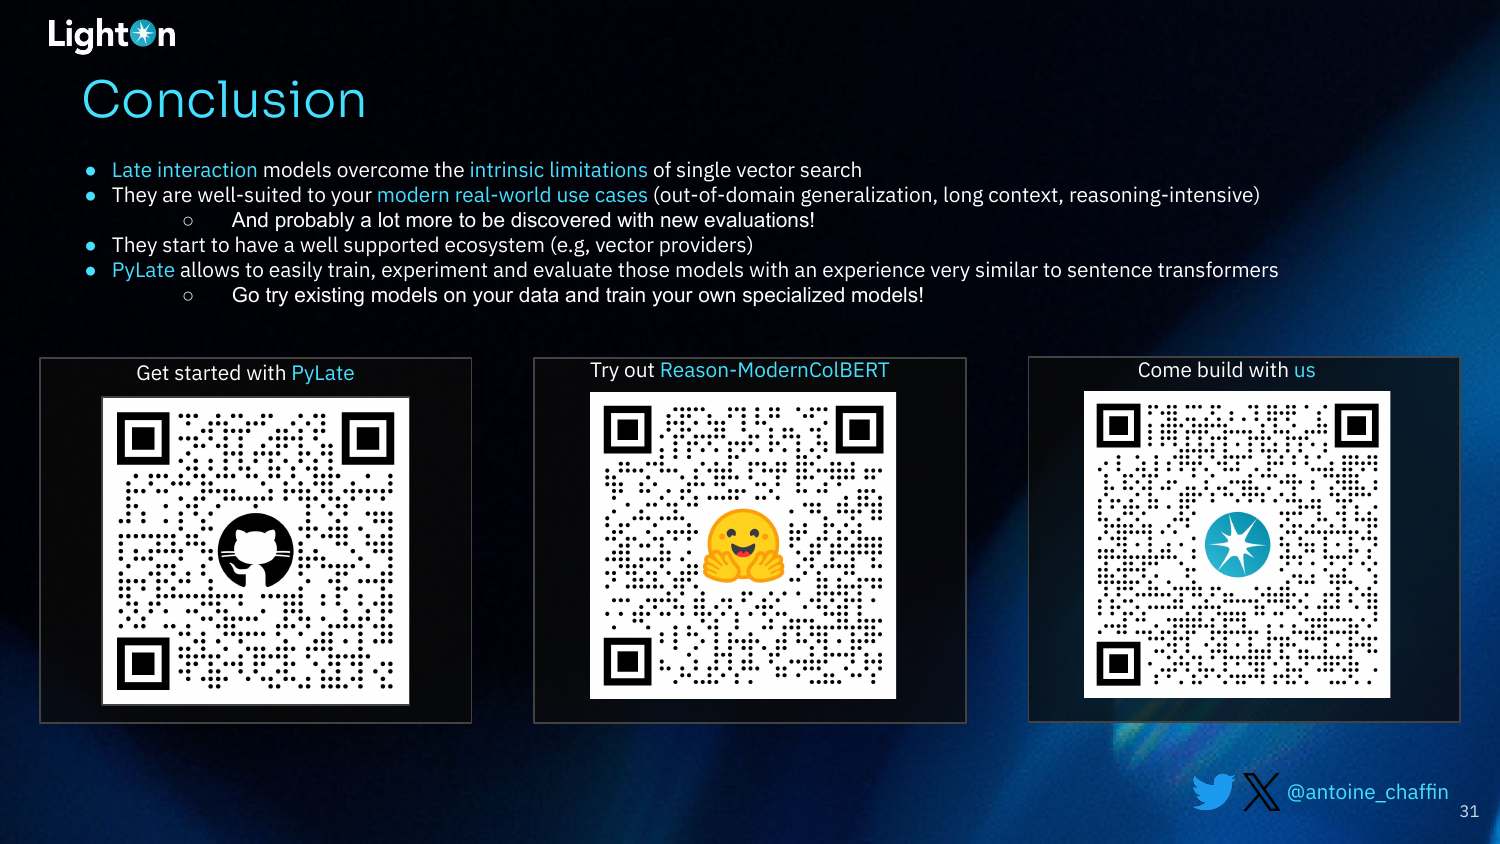 LightOn
Conclusion
● Late interaction models overcome the intrinsic limitations of single vector search
● They are well-suited to your modern real-world use cases (out-of-domain generalization, long context, reasoning-intensive)
○ And probably a lot more to be discovered with new evaluations!
● They start to have a well supported ecosystem (e.g, vector providers)
● PyLate allows to easily train, experiment and evaluate those models with an experience very similar to sentence transformers
○ Go try existing models on your data and train your own specialized models!
Get started with PyLate
Try out Reason-ModernColBERT
Come build with us
@antoine_chaffin
31